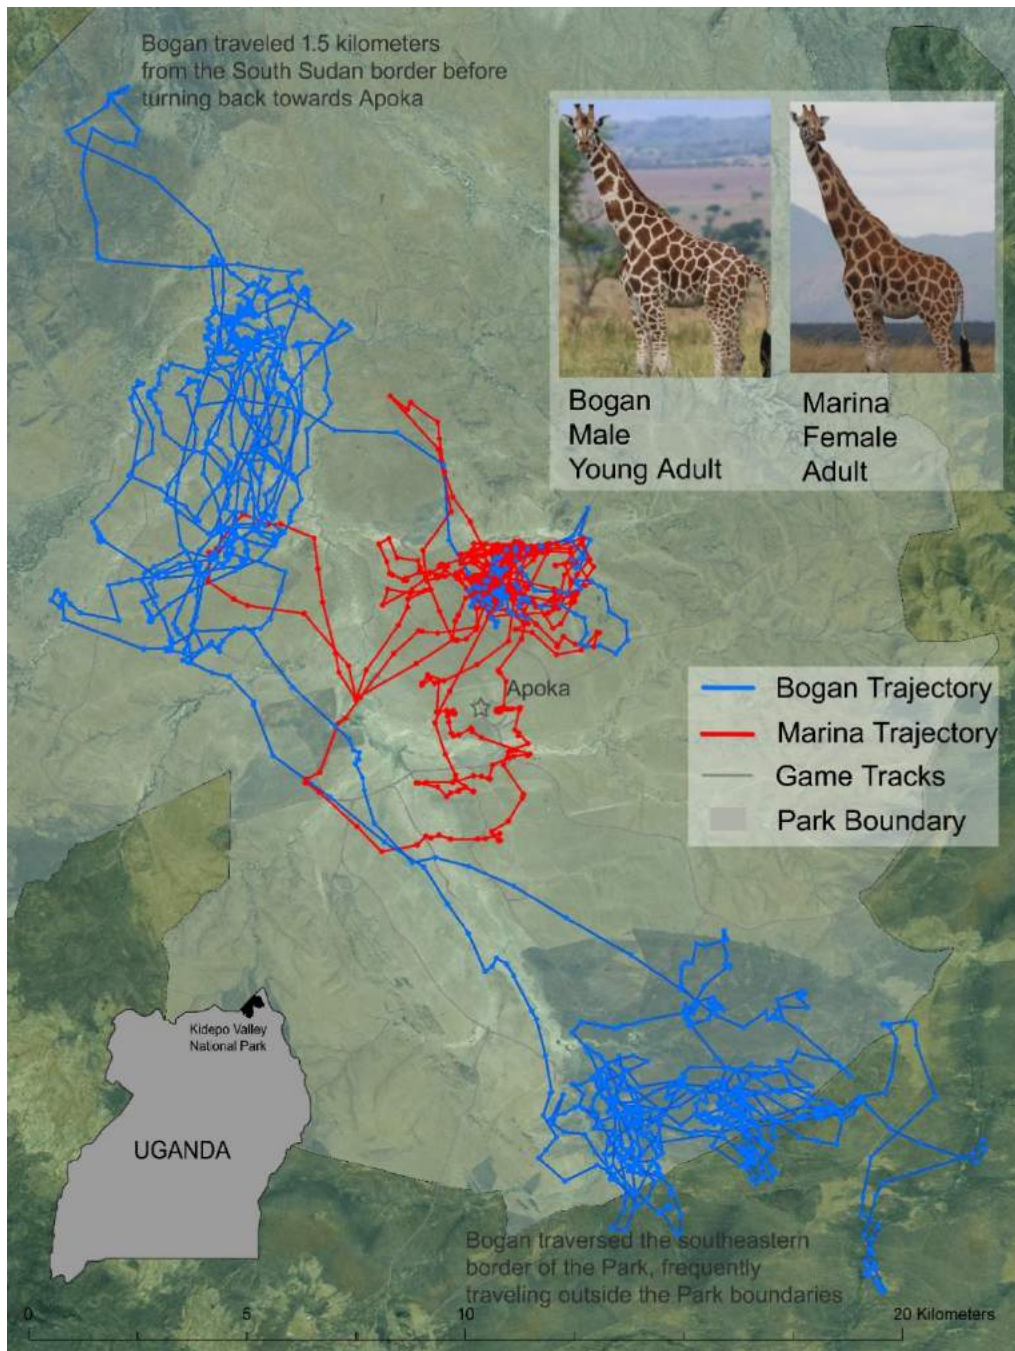 Bogan traveled 1.5 kilometers
from the South Sudan border before
turning back towards Apoka
Bogan
Male
Young Adult
Marina
Female
Adult
Apoka
Bogan Trajectory
Marina Trajectory
Game Tracks
Park Boundary
Kidepo Valley
National Park
UGANDA
Bogan traversed the southeastern
border of the Park, frequently
traveling outside the Park boundaries
0
5
10
20 Kilometers